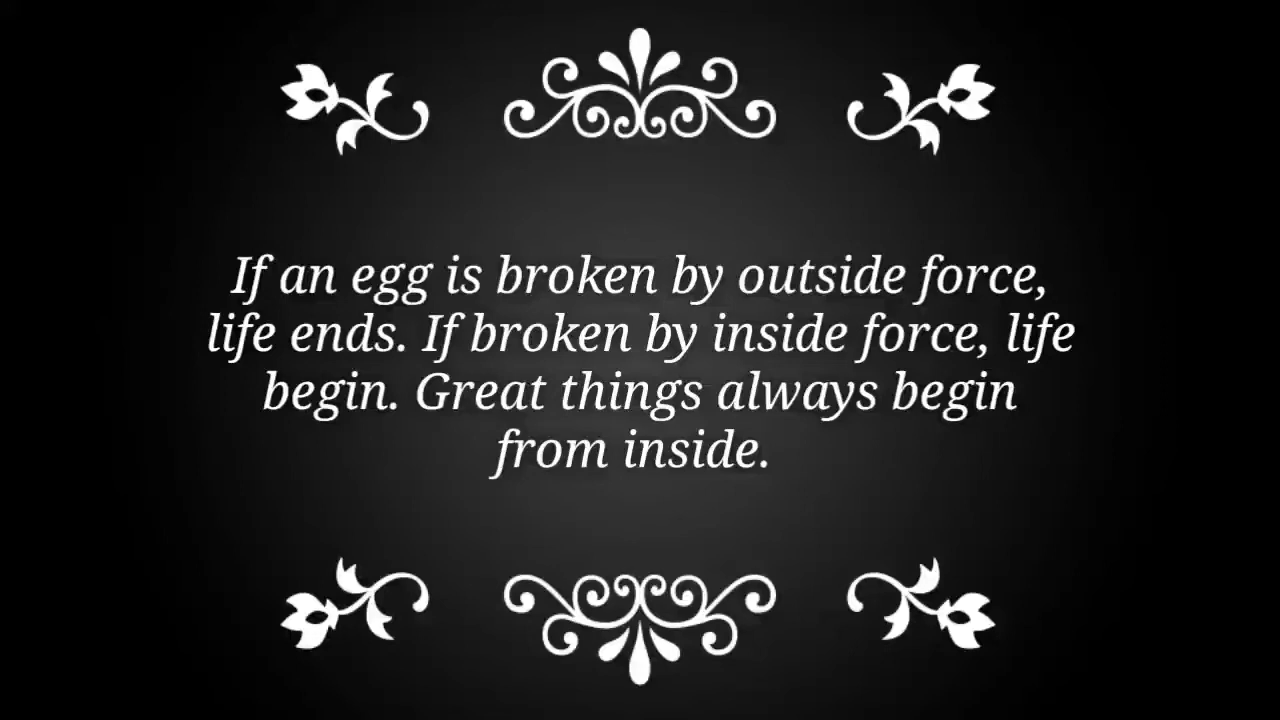 If an egg is broken by outside force,
life ends. If broken by inside force, life
begin. Great things always begin
from inside.